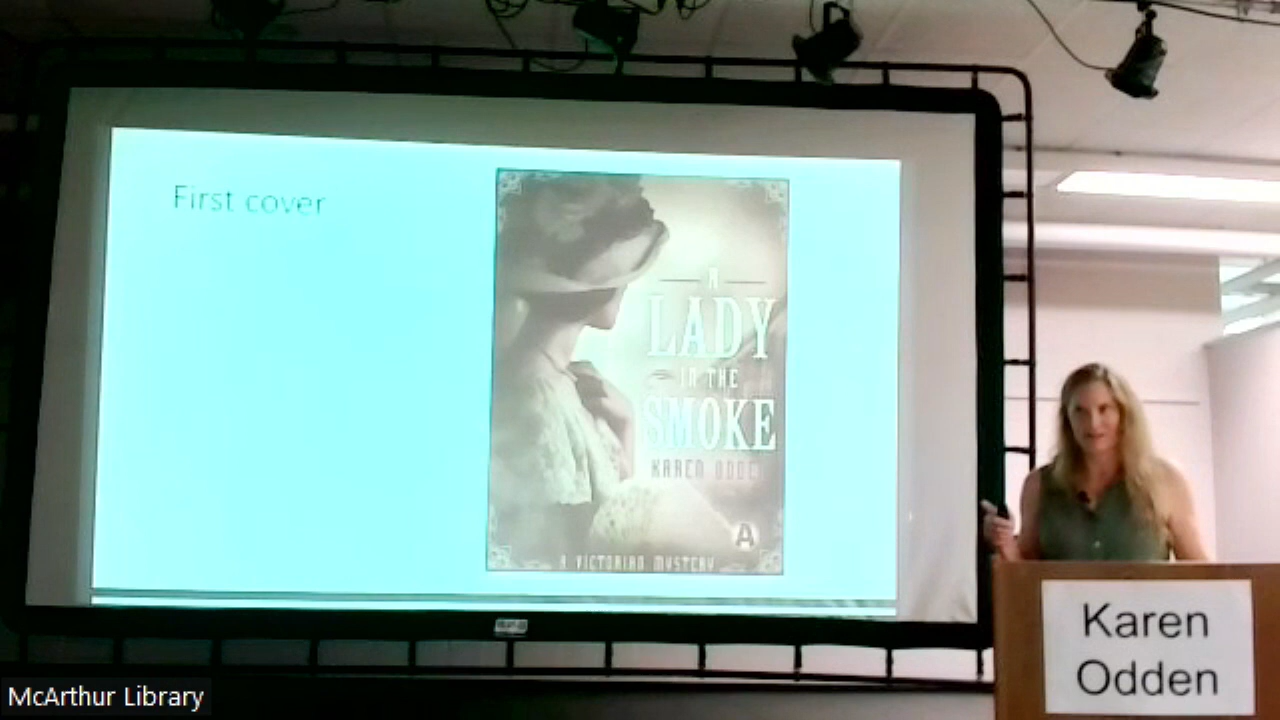 First cover
A
LADY
IN THE
SMOKE
KAREN ODDEN
A
A VICTORIAN MYSTERY
Karen
Odden
McArthur Library